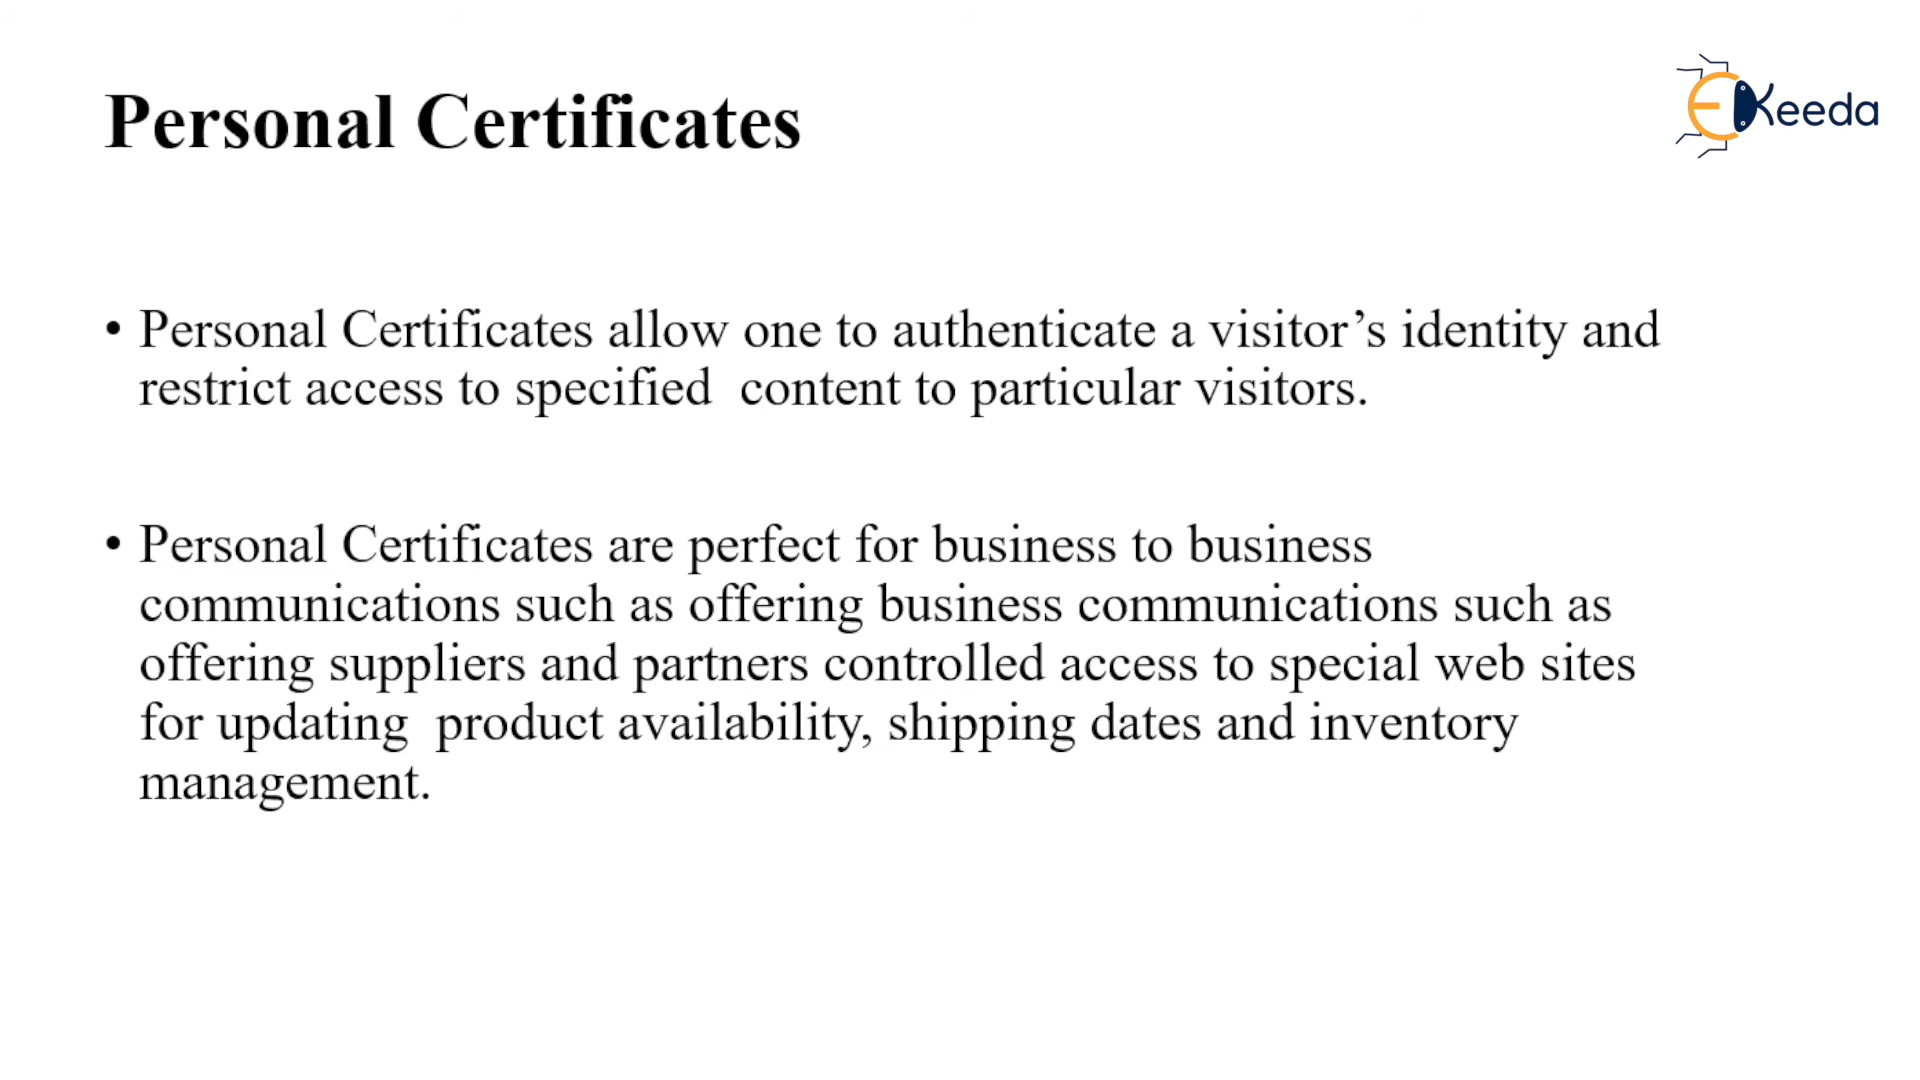 Personal Certificates
EKeeda
• Personal Certificates allow one to authenticate a visitor’s identity and
restrict access to specified  content to particular visitors.
• Personal Certificates are perfect for business to business
communications such as offering business communications such as
offering suppliers and partners controlled access to special web sites
for updating  product availability, shipping dates and inventory
management.